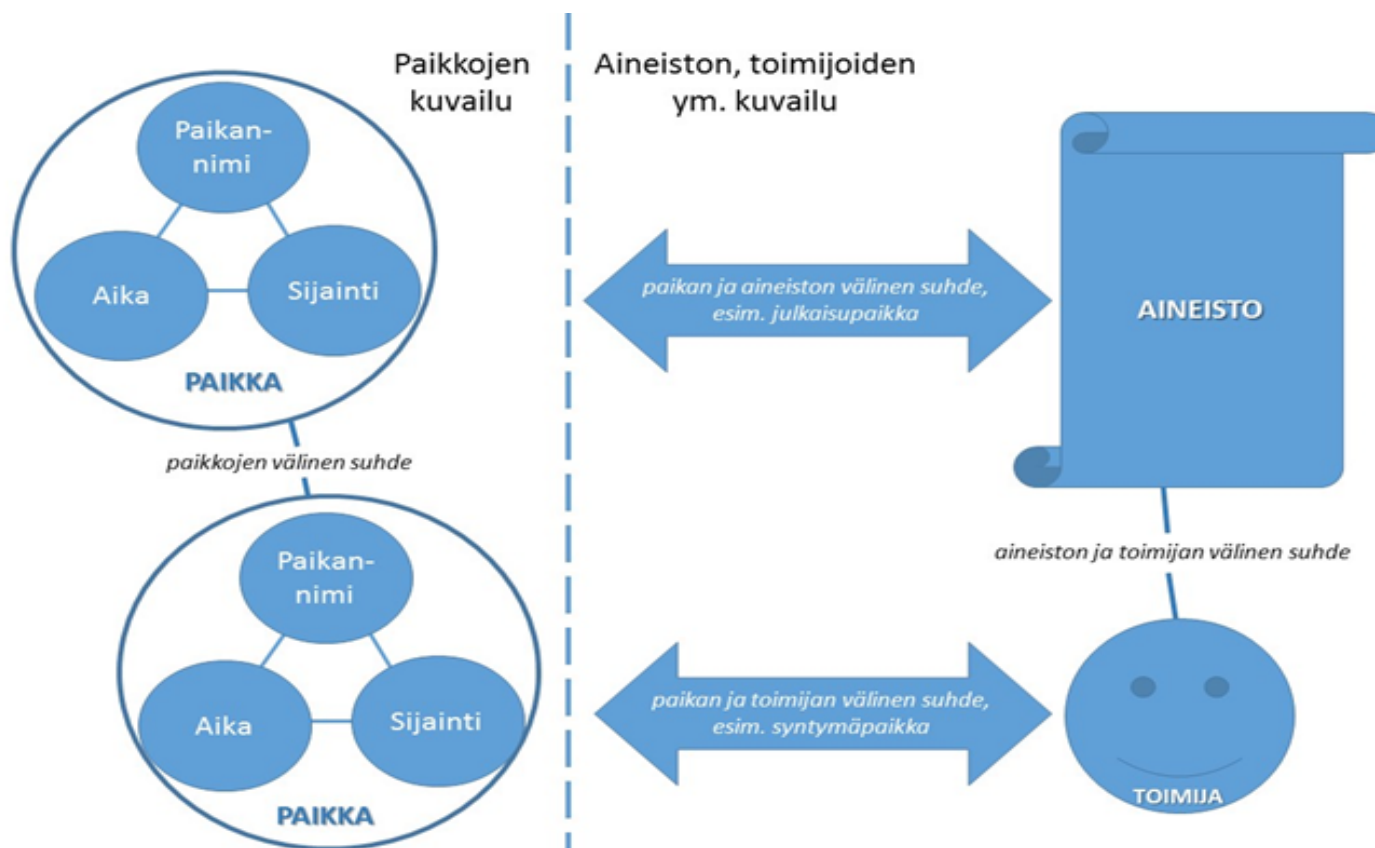 Paikkojen
kuvailu
Aineiston, toimijoiden
ym. kuvailu
Paikan-
nimi
Aika
Sijainti
PAIKKA
paikan ja aineiston välinen suhde,
esim. julkaisupaikka
AINEISTO
paikkojen välinen suhde
aineiston ja toimijan välinen suhde
Paikan-
nimi
Aika
Sijainti
PAIKKA
paikan ja toimijan välinen suhde,
esim. syntymäpaikka
TOIMIJA